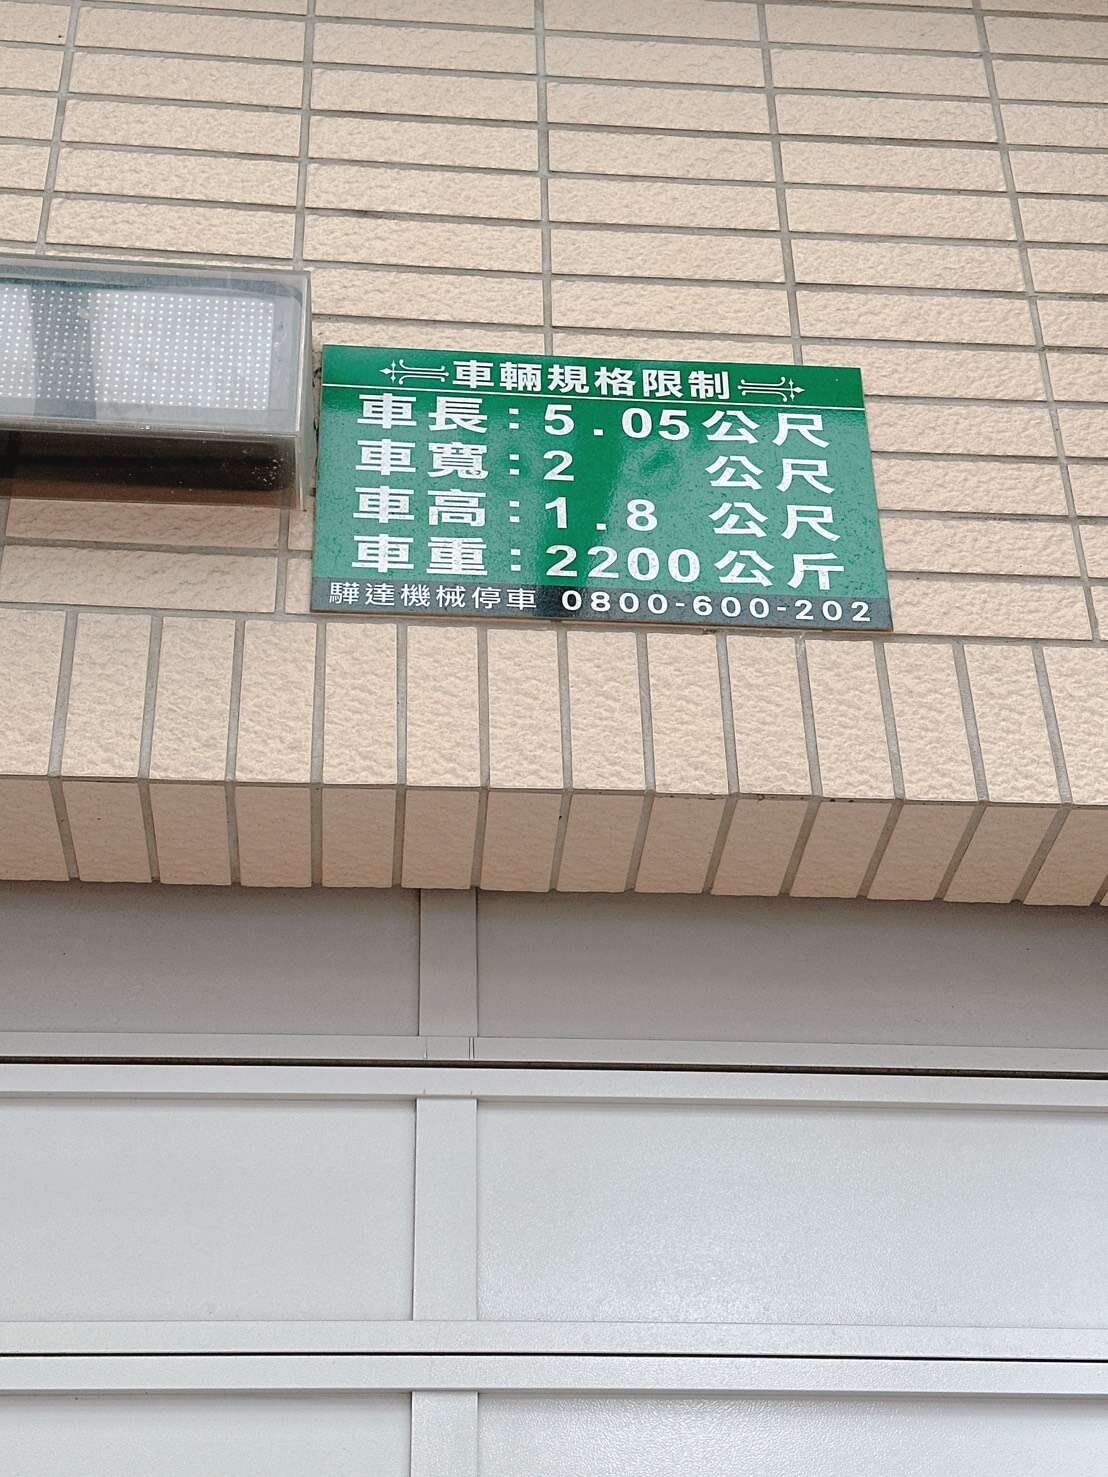 車輛規格限制
車長:5.05公尺
車寬:2 公尺
車高:1.8 公尺
車重:2200公斤
驊達機械停車 0800-600-202